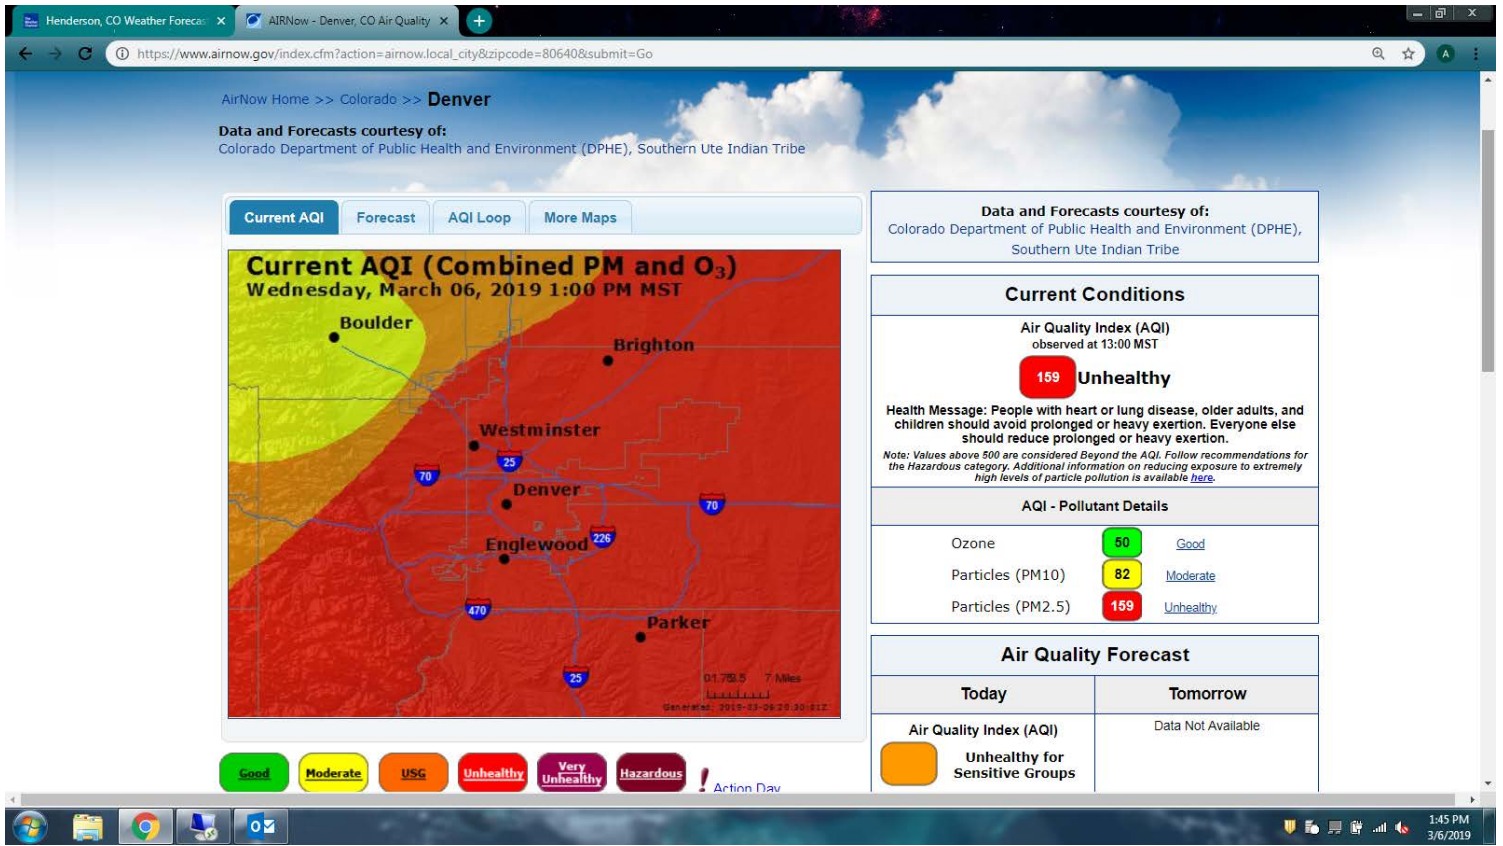 Henderson, CO Weather Forecas
AIRNow - Denver, CO Air Quality
https://www.airnow.gov/index.cfm?action=airnow.local_city&zipcode=80640&submit=Go
A
AirNow Home >> Colorado >> Denver
Data and Forecasts courtesy of:
Colorado Department of Public Health and Environment (DPHE), Southern Ute Indian Tribe
Current AQI
Forecast
AQI Loop
More Maps
Current AQI (Combined PM and O₃)
Wednesday, March 06, 2019 1:00 PM MST
Boulder
Brighton
Westminster
25
70
Denver
70
Englewood
226
470
Parker
25
7 Miles
Good
Moderate
USG
Unhealthy
Very
Unhealthy
Hazardous
Action Day
Data and Forecasts courtesy of:
Colorado Department of Public Health and Environment (DPHE),
Southern Ute Indian Tribe
Current Conditions
Air Quality Index (AQI)
observed at 13:00 MST
159 Unhealthy
Health Message: People with heart or lung disease, older adults, and
children should avoid prolonged or heavy exertion. Everyone else
should reduce prolonged or heavy exertion.
Note: Values above 500 are considered Beyond the AQI. Follow recommendations for
the Hazardous category. Additional information on reducing exposure to extremely
high levels of particle pollution is available here.
AQI - Pollutant Details
Ozone 50 Good
Particles (PM10) 82 Moderate
Particles (PM2.5) 159 Unhealthy
Air Quality Forecast
Today
Tomorrow
Air Quality Index (AQI)
Unhealthy for
Sensitive Groups
Data Not Available
1:45 PM
3/6/2019